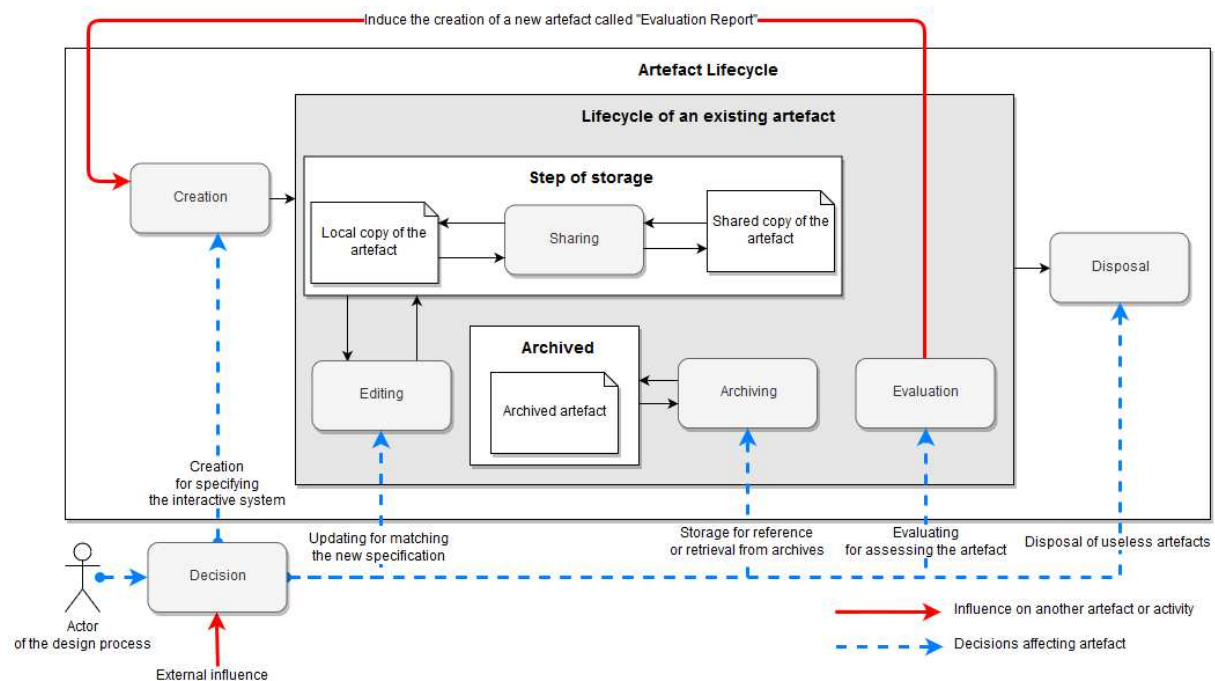 Induce the creation of a new artefact called "Evaluation Report"
Artefact Lifecycle
Lifecycle of an existing artefact
Step of storage
Creation
Local copy of the
artefact
Sharing
Shared copy of the
artefact
Disposal
Archived
Editing
Archived artefact
Archiving
Evaluation
Creation
for specifying
the interactive system
Updating for matching
the new specification
Storage for reference
or retrieval from archives
Evaluating
for assessing the artefact
Disposal of useless artefacts
Decision
Actor
of the design process
External influence
Influence on another artefact or activity
Decisions affecting artefact